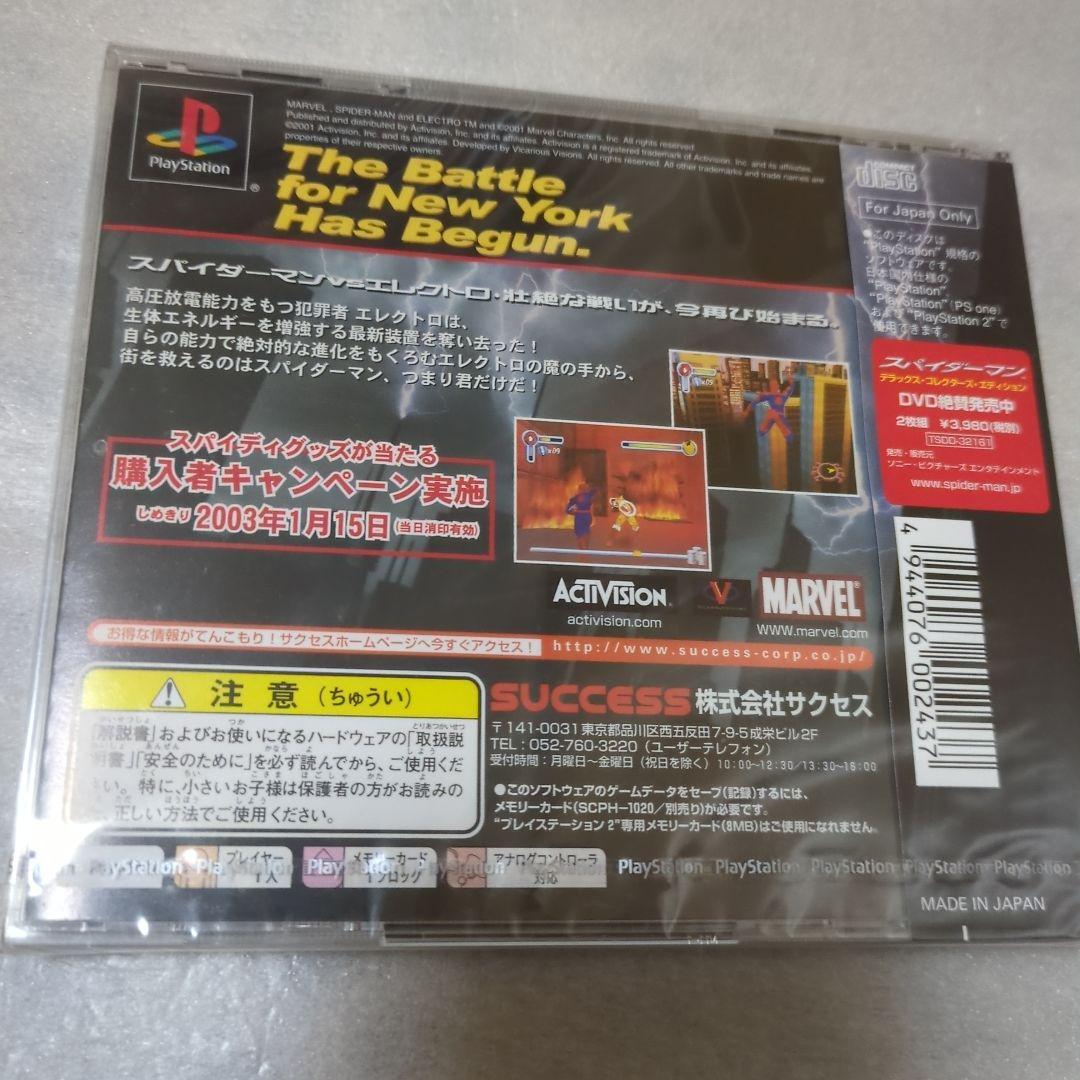 PlayStation
®
MARVEL, SPIDER-MAN and ELECTRO TM and ©2001 Marvel Characters, Inc. All rights reserved.
Published and distributed by Activision, Inc. and its affiliates. Activision is a registered trademark of Activision, Inc. and its affiliates.
©2001 Activision, Inc. and its affiliates. Developed by Vicarious Visions. All rights reserved. All other trademarks and trade names are
properties of their respective owners.
The Battle
for New York
Has Begun.
スパイダーマンvsエレクトロ・壮絶な戦いが、今再び始まる。
高圧放電能力をもつ犯罪者 エレクトロは、
生体エネルギーを増強する最新装置を奪い去った！
自らの能力で絶対的な進化をもくろむエレクトロの魔の手から、
街を救えるのはスパイダーマン、つまり君だけだ！
スパイディグッズが当たる
購入者キャンペーン実施
しめきり 2003年1月15日 (当日消印有効)
×09
×09
ACTIVISION.
activision.com
MARVEL
www.marvel.com
お得な情報がてんこもり！サクセスホームページへ今すぐアクセス！ http://www.success-corp.co.jp/
注意（ちゅうい）
「解説書」およびお使いになるハードウェアの「取扱説
明書」「安全のために」を必ず読んでから、ご使用くだ
さい。特に、小さいお子様は保護者の方がお読みの
上、正しい方法でご使用ください。
SUCCESS 株式会社サクセス
〒141-0031 東京都品川区西五反田7-9-5成栄ビル2F
TEL：052-760-3220（ユーザーテレフォン）
受付時間：月曜日～金曜日（祝日を除く）10:00~12:30/13:30~16:00
●このソフトウェアのゲームデータをセーブ（記録）するには、
メモリーカード(SCPH-1020／別売り)が必要です。
"プレイステーション 2"専用メモリーカード(8MB)はご使用になれません。
プレイヤー
1人
メモリーカード
1ブロック
アナログコントローラ
対応
PlayStation PlayStation PlayStation PlayStation PlayStation PlayStation PlayStation PlayStation
COMPACT
disc
For Japan Only
●このディスクは
"PlayStation" 規格の
ソフトウェアです。
日本国内仕様の
"PlayStation",
"PlayStation"(PS one)
および "PlayStation 2"で
使用できます。
スパイダーマン
デラックス・コレクターズ・エディション
DVD絶賛発売中
2枚組 ￥3,980(税別)
TSDD-32161
発売・販売元
ソニー・ピクチャーズ エンタテインメント
www.spider-man.jp
4 944076 002437
MADE IN JAPAN